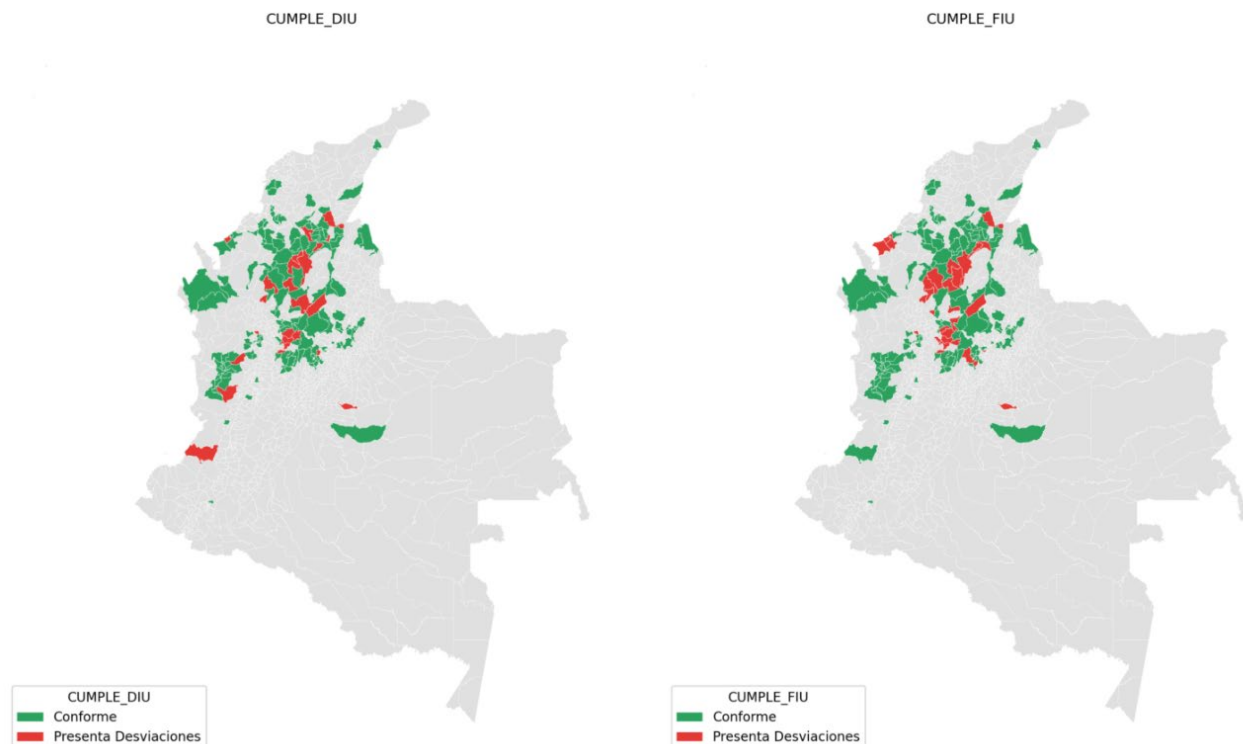 CUMPLE_DIU
CUMPLE_FIU
CUMPLE_DIU
Conforme
Presenta Desviaciones
CUMPLE_FIU
Conforme
Presenta Desviaciones